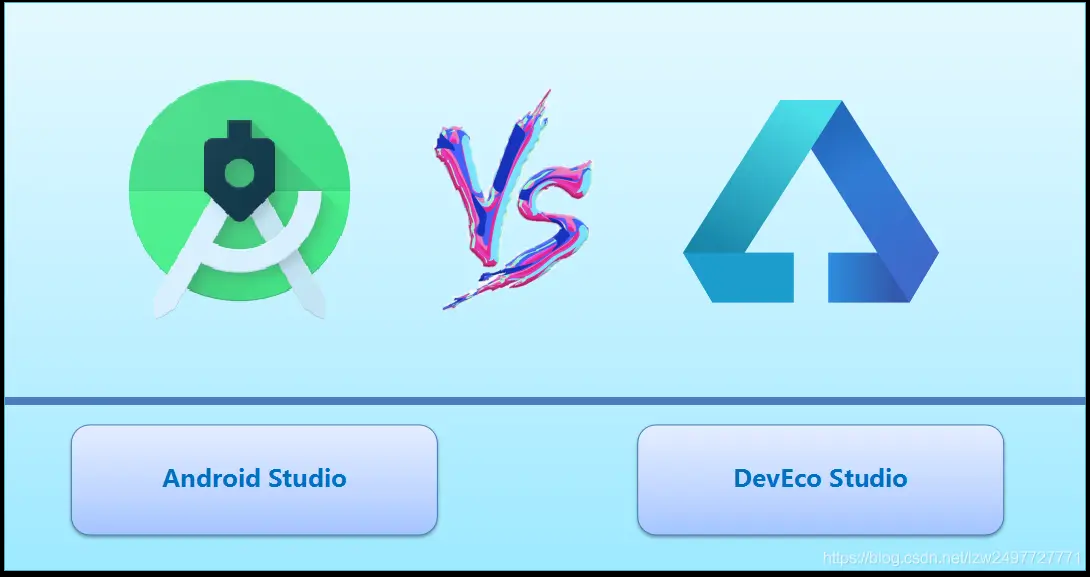 VS
Android Studio
DevEco Studio
https://blog.csdn.net/lzw2497727771